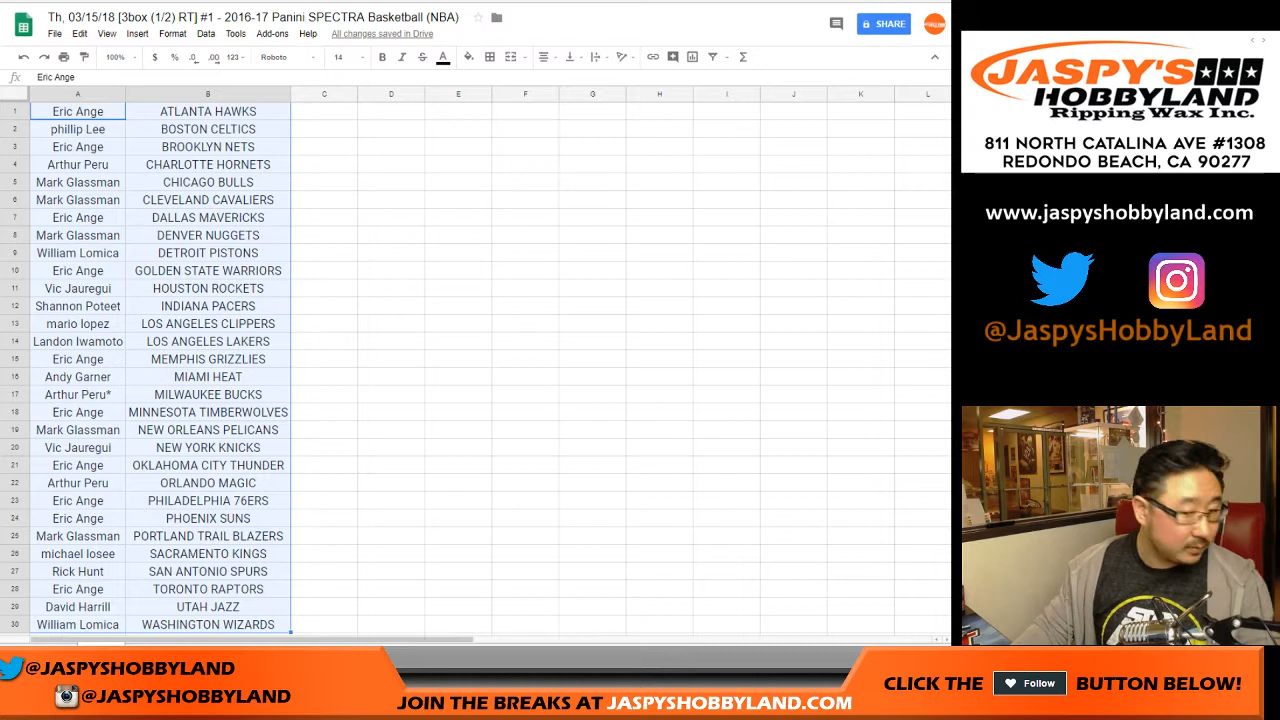 Th, 03/15/18 [3box (1/2) RT] #1 - 2016-17 Panini SPECTRA Basketball (NBA)
File Edit View Insert Format Data Tools Add-ons Help All changes saved in Drive
SHARE
100% $ % .0 .00 123 Roboto 14 B I S A
fx Eric Ange
A B C D E F G H I J K L
1 Eric Ange ATLANTA HAWKS
2 phillip Lee BOSTON CELTICS
3 Eric Ange BROOKLYN NETS
4 Arthur Peru CHARLOTTE HORNETS
5 Mark Glassman CHICAGO BULLS
6 Mark Glassman CLEVELAND CAVALIERS
7 Eric Ange DALLAS MAVERICKS
8 Mark Glassman DENVER NUGGETS
9 William Lomica DETROIT PISTONS
10 Eric Ange GOLDEN STATE WARRIORS
11 Vic Jauregui HOUSTON ROCKETS
12 Shannon Poteet INDIANA PACERS
13 mario lopez LOS ANGELES CLIPPERS
14 Landon Iwamoto LOS ANGELES LAKERS
15 Eric Ange MEMPHIS GRIZZLIES
16 Andy Garner MIAMI HEAT
17 Arthur Peru* MILWAUKEE BUCKS
18 Eric Ange MINNESOTA TIMBERWOLVES
19 Mark Glassman NEW ORLEANS PELICANS
20 Vic Jauregui NEW YORK KNICKS
21 Eric Ange OKLAHOMA CITY THUNDER
22 Arthur Peru ORLANDO MAGIC
23 Eric Ange PHILADELPHIA 76ERS
24 Eric Ange PHOENIX SUNS
25 Mark Glassman PORTLAND TRAIL BLAZERS
26 michael losee SACRAMENTO KINGS
27 Rick Hunt SAN ANTONIO SPURS
28 Eric Ange TORONTO RAPTORS
29 David Harrill UTAH JAZZ
30 William Lomica WASHINGTON WIZARDS
JASPY'S
HOBBYLAND
Ripping Wax Inc.
811 NORTH CATALINA AVE #1308
REDONDO BEACH, CA 90277
www.jaspyshobbyland.com
@JaspysHobbyLand
@JASPYSHOBBYLAND
@JASPYSHOBBYLAND
JOIN THE BREAKS AT JASPYSHOBBYLAND.COM
CLICK THE Follow BUTTON BELOW!